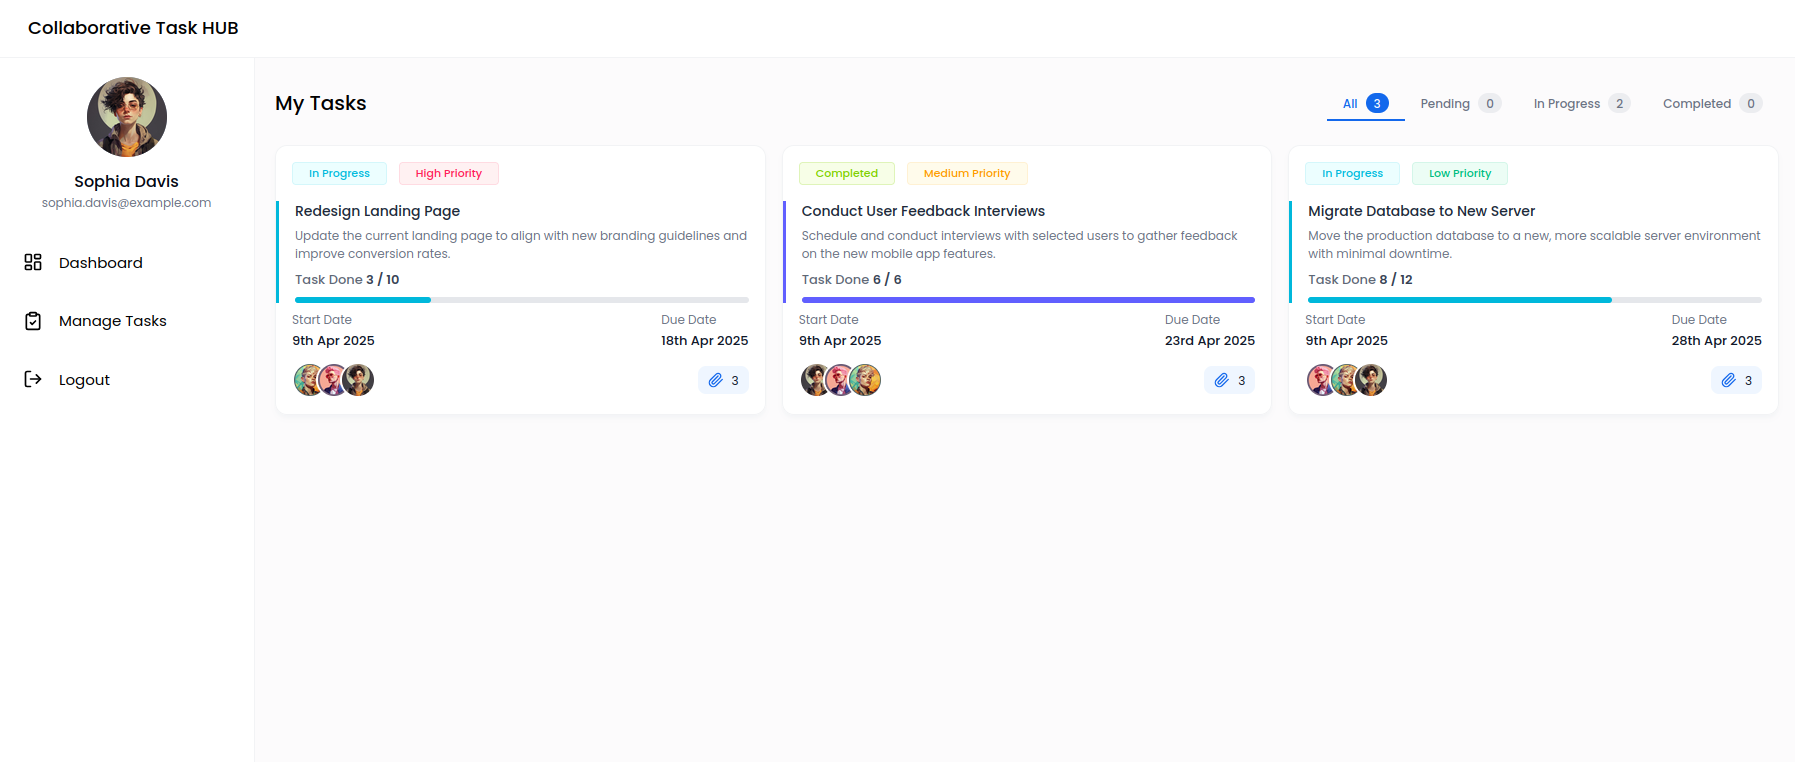 Collaborative Task HUB
Sophia Davis
sophia.davis@example.com
Dashboard
Manage Tasks
Logout
My Tasks
All 3 Pending 0 In Progress 2 Completed 0
In Progress High Priority
Redesign Landing Page
Update the current landing page to align with new branding guidelines and
improve conversion rates.
Task Done 3 / 10
Start Date Due Date
9th Apr 2025 18th Apr 2025
3
Completed Medium Priority
Conduct User Feedback Interviews
Schedule and conduct interviews with selected users to gather feedback
on the new mobile app features.
Task Done 6 / 6
Start Date Due Date
9th Apr 2025 23rd Apr 2025
3
In Progress Low Priority
Migrate Database to New Server
Move the production database to a new, more scalable server environment
with minimal downtime.
Task Done 8 / 12
Start Date Due Date
9th Apr 2025 28th Apr 2025
3